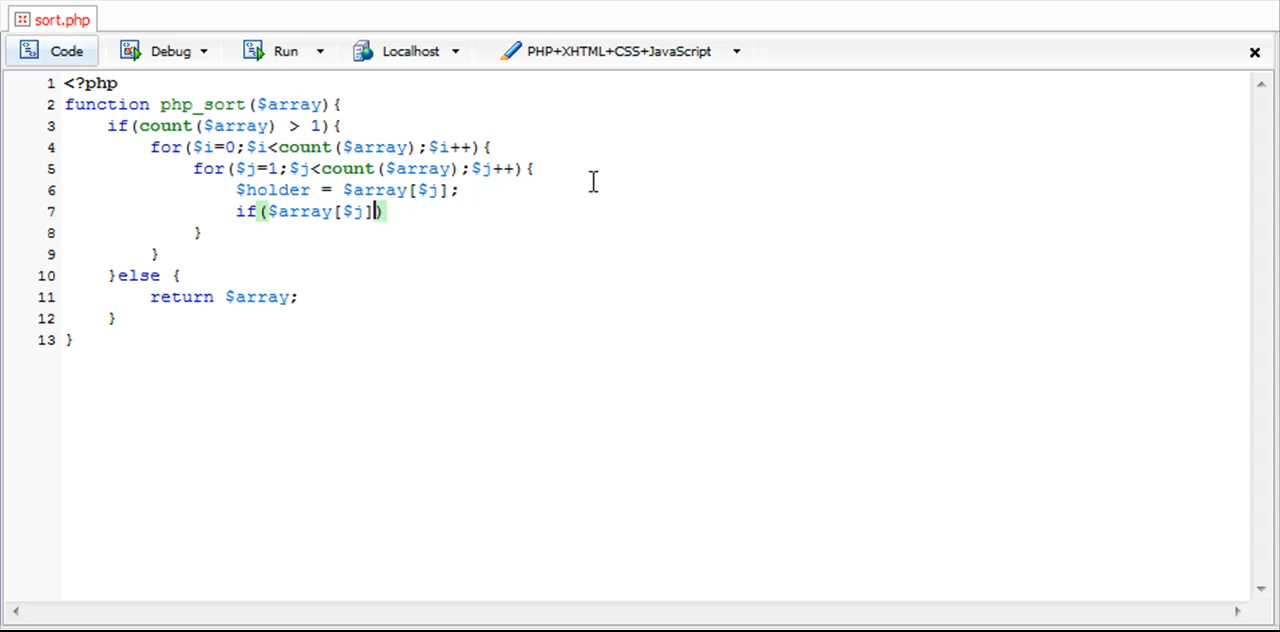 sort.php
Code Debug Run Localhost PHP+XHTML+CSS+JavaScript
1 <?php
2 function php_sort($array){
3 if(count($array) > 1){
4 for($i=0;$i<count($array);$i++){
5 for($j=1;$j<count($array);$j++){
6 $holder = $array[$j];
7 if($array[$j])
8 }
9 }
10 }else {
11 return $array;
12 }
13 }